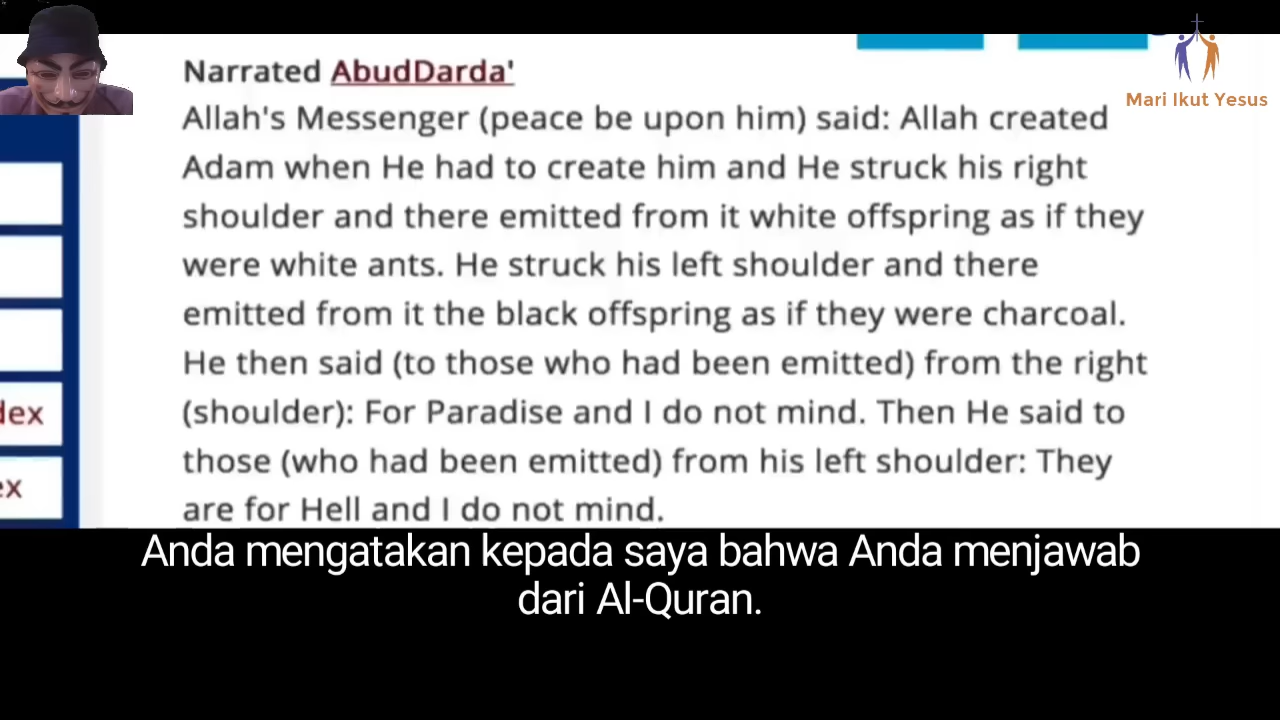 Narrated AbudDarda'
Allah's Messenger (peace be upon him) said: Allah created
Adam when He had to create him and He struck his right
shoulder and there emitted from it white offspring as if they
were white ants. He struck his left shoulder and there
emitted from it the black offspring as if they were charcoal.
He then said (to those who had been emitted) from the right
(shoulder): For Paradise and I do not mind. Then He said to
those (who had been emitted) from his left shoulder: They
are for Hell and I do not mind.
Mari Ikut Yesus
dex
ex
Anda mengatakan kepada saya bahwa Anda menjawab
dari Al-Quran.